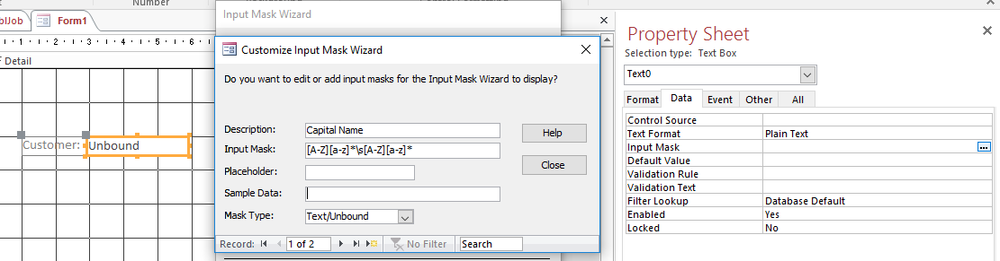 Number
blJob
Form1
Input Mask Wizard
1 2 3 4 5 6
Detail
Customer: Unbound
Customize Input Mask Wizard
Do you want to edit or add input masks for the Input Mask Wizard to display?
Description: Capital Name
Help
Input Mask: [A-Z][a-z]*\s[A-Z][a-z]*
Close
Placeholder:
Sample Data:
Mask Type: Text/Unbound
Record: 1 of 2 No Filter Search
Property Sheet
Selection type: Text Box
Text0
Format Data Event Other All
Control Source
Text Format Plain Text
Input Mask ...
Default Value
Validation Rule
Validation Text
Filter Lookup Database Default
Enabled Yes
Locked No